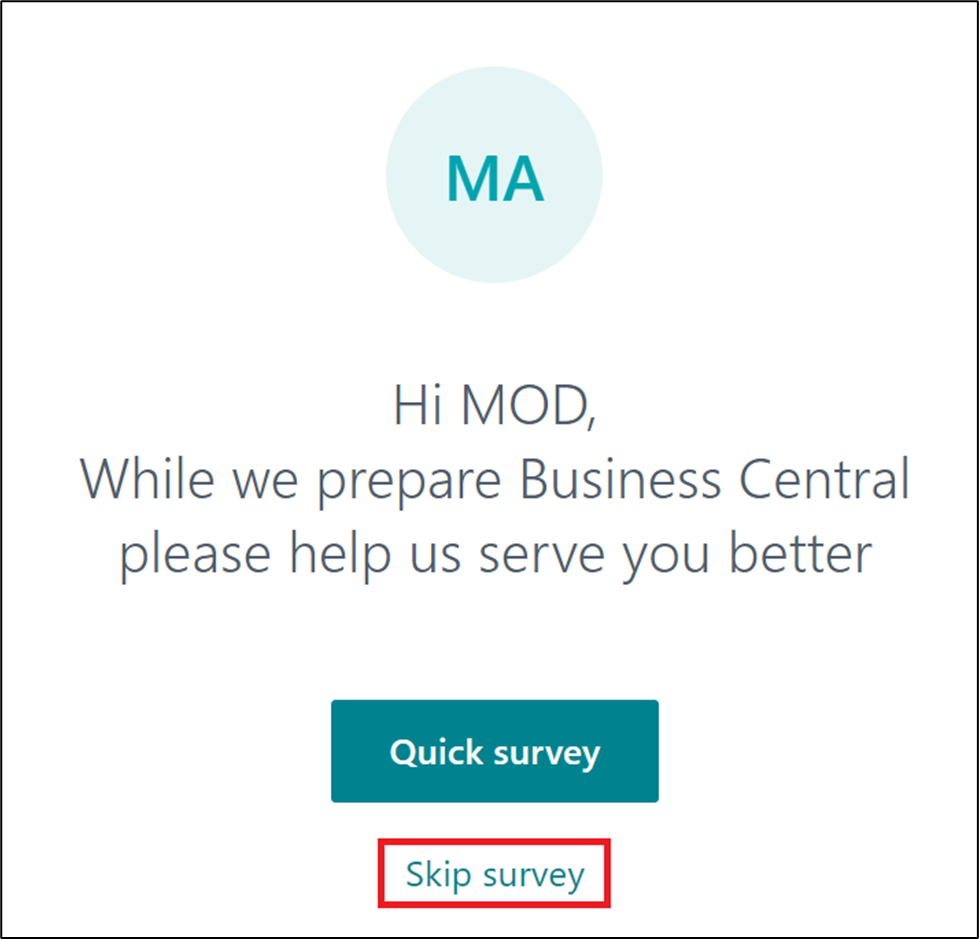 MA
Hi MOD,
While we prepare Business Central
please help us serve you better
Quick survey
Skip survey